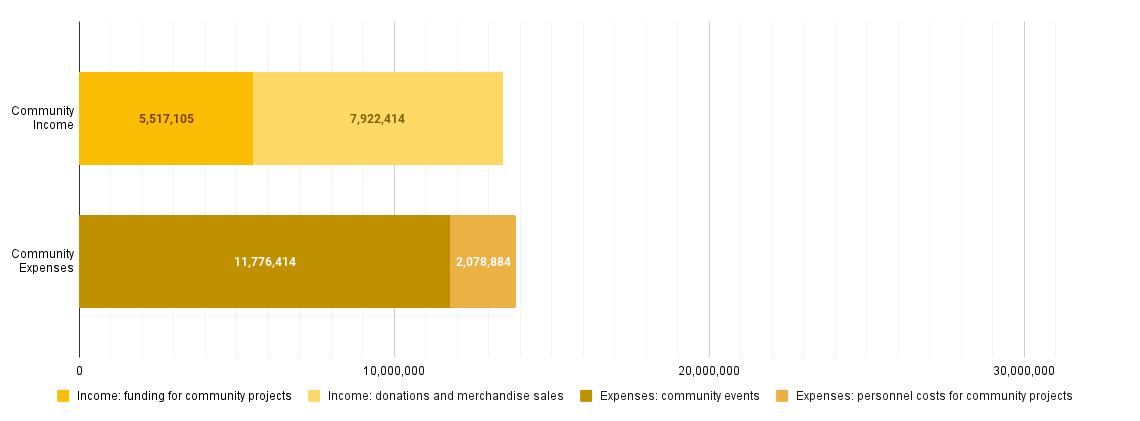 Community
Income
5,517,105
7,922,414
Community
Expenses
11,776,414
2,078,884
0
10,000,000
20,000,000
30,000,000
Income: funding for community projects
Income: donations and merchandise sales
Expenses: community events
Expenses: personnel costs for community projects